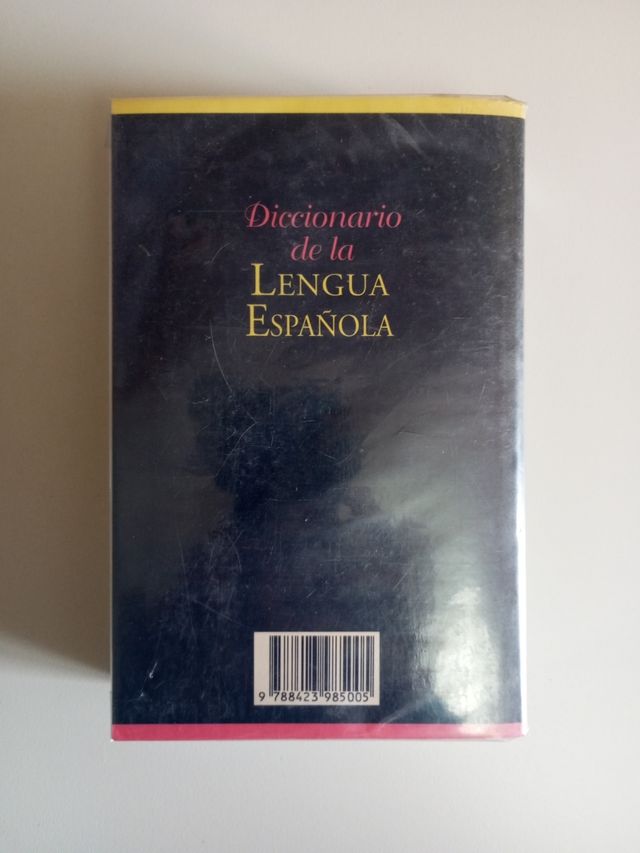 Diccionario
de la
LENGUA
ESPAÑOLA
9 788423 985005